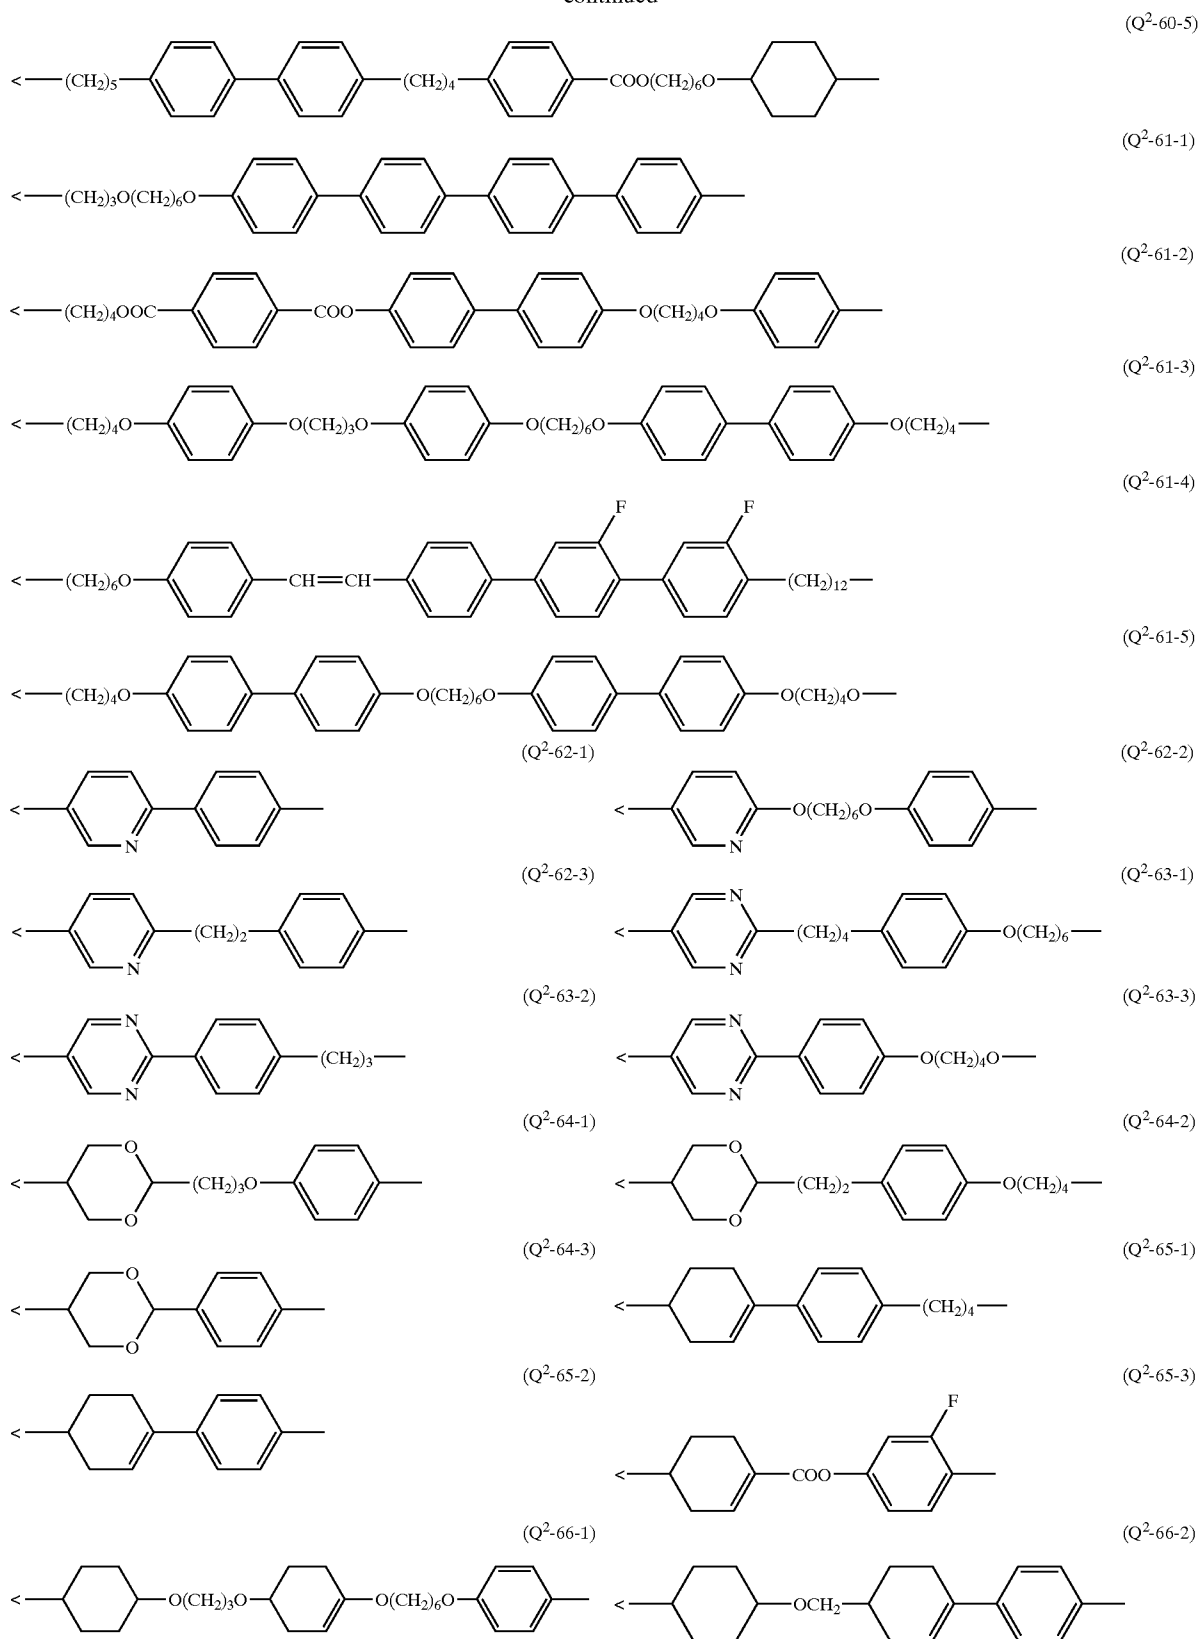 continued
(Q²-60-5)
< (CH₂)₅ (CH₂)₄ COO(CH₂)₆O
(Q²-61-1)
< (CH₂)₃O(CH₂)₆O
(Q²-61-2)
< (CH₂)₄OOC COO O(CH₂)₄O
(Q²-61-3)
< (CH₂)₄O O(CH₂)₃O O(CH₂)₆O O(CH₂)₄
(Q²-61-4)
F F
< (CH₂)₆O CH CH (CH₂)₁₂
(Q²-61-5)
< (CH₂)₄O O(CH₂)₆O O(CH₂)₄O
(Q²-62-1) (Q²-62-2)
< < O(CH₂)₆O
N N
(Q²-62-3) (Q²-63-1)
N
< (CH₂)₂ < (CH₂)₄ O(CH₂)₆
N N
(Q²-63-2) (Q²-63-3)
N N
< (CH₂)₃ < O(CH₂)₄O
N N
(Q²-64-1) (Q²-64-2)
O O
< (CH₂)₃O < (CH₂)₂ O(CH₂)₄
O O
(Q²-64-3) (Q²-65-1)
O
< < (CH₂)₄
O
(Q²-65-2) (Q²-65-3)
F
<
< COO
(Q²-66-1) (Q²-66-2)
< O(CH₂)₃O O(CH₂)₆O < OCH₂